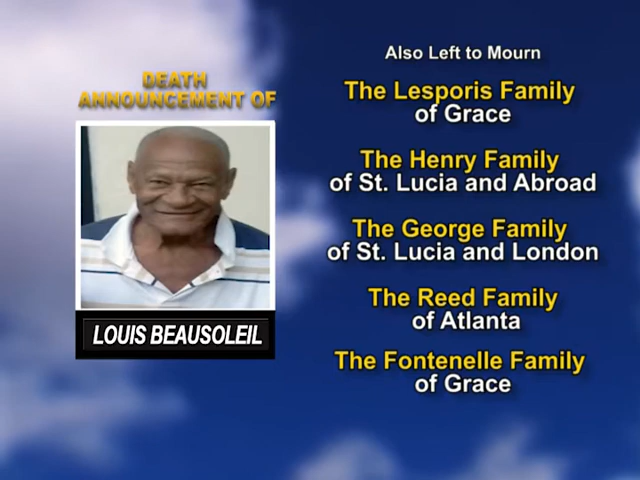 DEATH
ANNOUNCEMENT OF
LOUIS BEAUSOLEIL
Also Left to Mourn
The Lesporis Family
of Grace
The Henry Family
of St. Lucia and Abroad
The George Family
of St. Lucia and London
The Reed Family
of Atlanta
The Fontenelle Family
of Grace